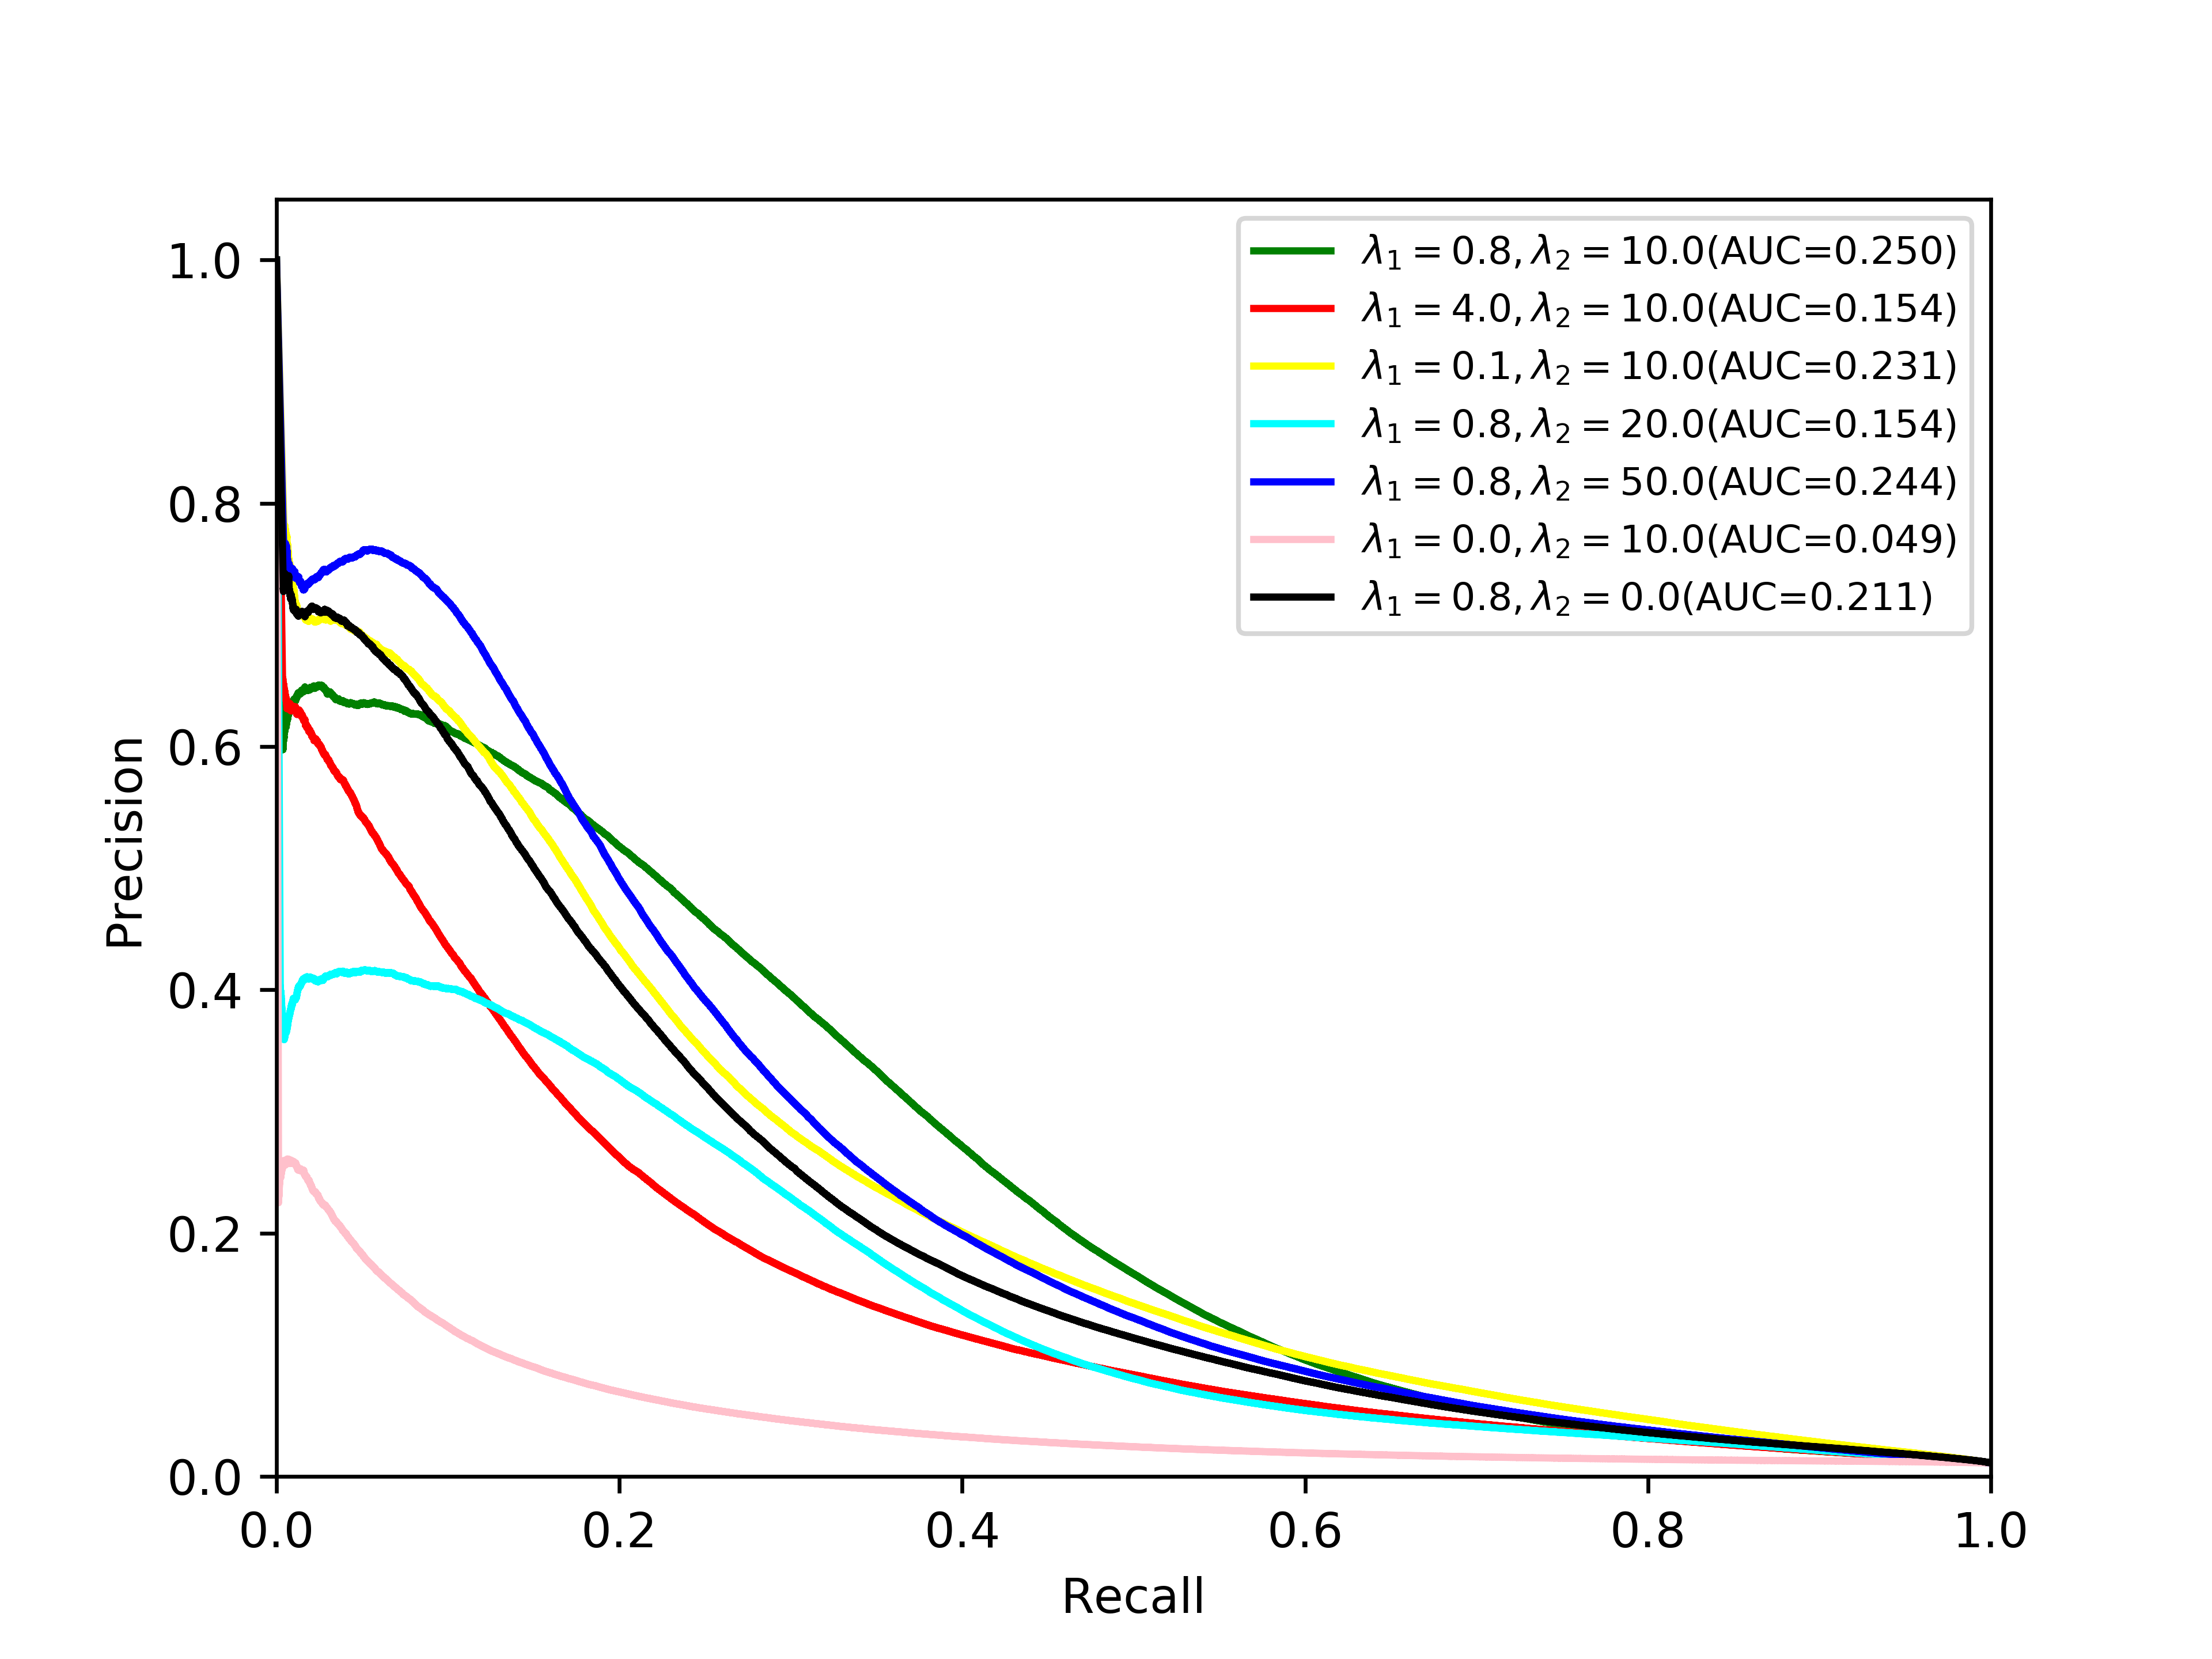 λ₁ = 0.8, λ₂ = 10.0(AUC=0.250)
λ₁ = 4.0, λ₂ = 10.0(AUC=0.154)
λ₁ = 0.1, λ₂ = 10.0(AUC=0.231)
λ₁ = 0.8, λ₂ = 20.0(AUC=0.154)
λ₁ = 0.8, λ₂ = 50.0(AUC=0.244)
λ₁ = 0.0, λ₂ = 10.0(AUC=0.049)
λ₁ = 0.8, λ₂ = 0.0(AUC=0.211)
1.0
0.8
0.6
0.4
0.2
0.0
Precision
0.0 0.2 0.4 0.6 0.8 1.0
Recall